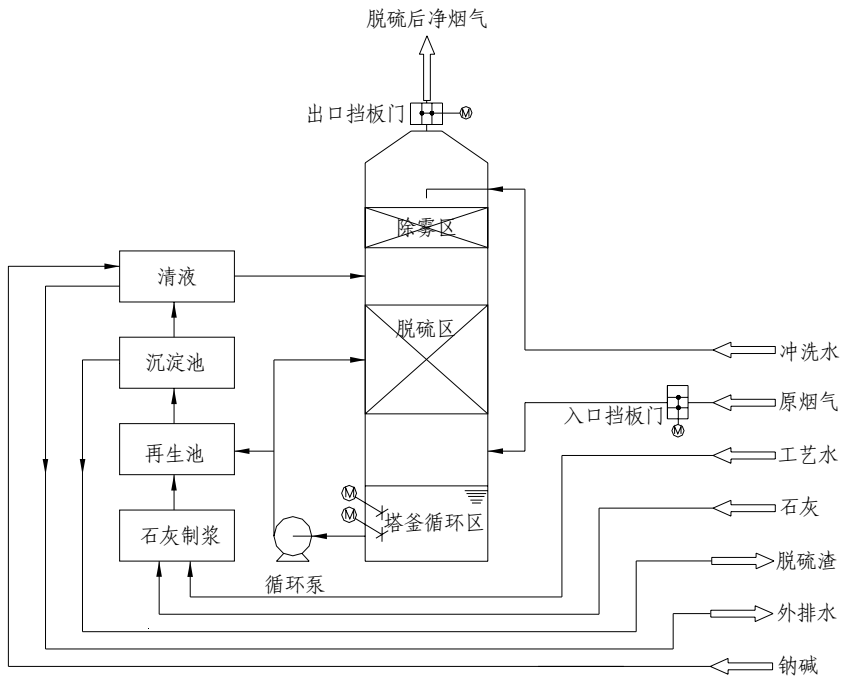 脱硫后净烟气
出口挡板门
M
除雾区
清液
脱硫区
沉淀池
冲洗水
原烟气
入口挡板门
M
再生池
工艺水
M
石灰
M
塔釜循环区
石灰制浆
循环泵
脱硫渣
外排水
钠碱